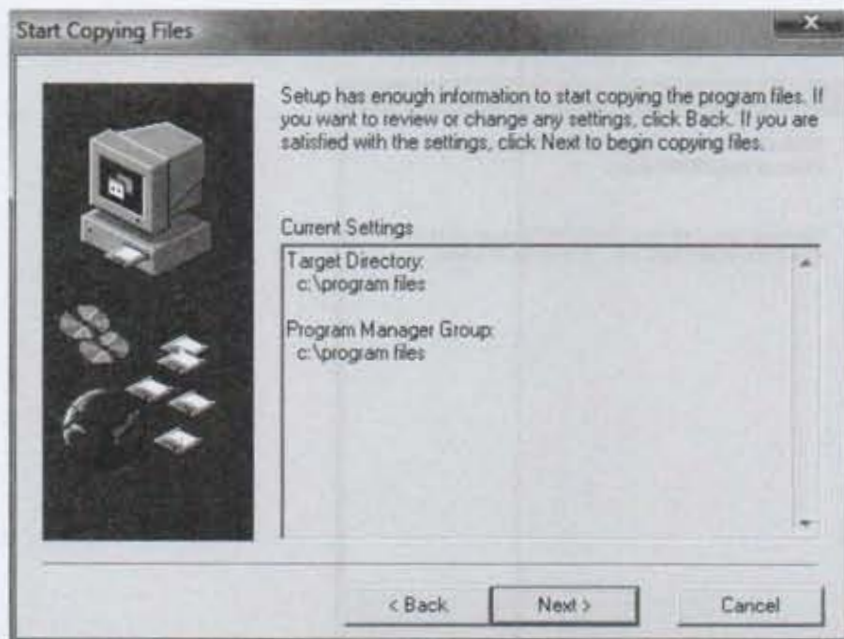 Start Copying Files
Setup has enough information to start copying the program files. If
you want to review or change any settings, click Back. If you are
satisfied with the settings, click Next to begin copying files.
Current Settings
Target Directory:
c:\program files
Program Manager Group:
c:\program files
< Back
Next >
Cancel